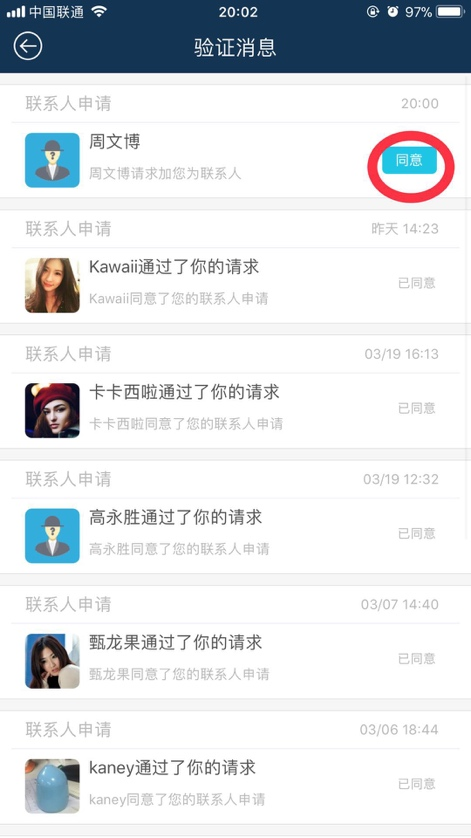 中国联通 20:02 97%
验证消息
联系人申请 20:00
周文博
周文博请求加您为联系人
同意
联系人申请 昨天 14:23
Kawaii通过了你的请求
Kawaii同意了您的联系人申请
已同意
联系人申请 03/19 16:13
卡卡西啦通过了你的请求
卡卡西啦同意了您的联系人申请
已同意
联系人申请 03/19 12:32
高永胜通过了你的请求
高永胜同意了您的联系人申请
已同意
联系人申请 03/07 14:40
甄龙果通过了你的请求
甄龙果同意了您的联系人申请
已同意
联系人申请 03/06 18:44
kaney通过了你的请求
kaney同意了您的联系人申请
已同意